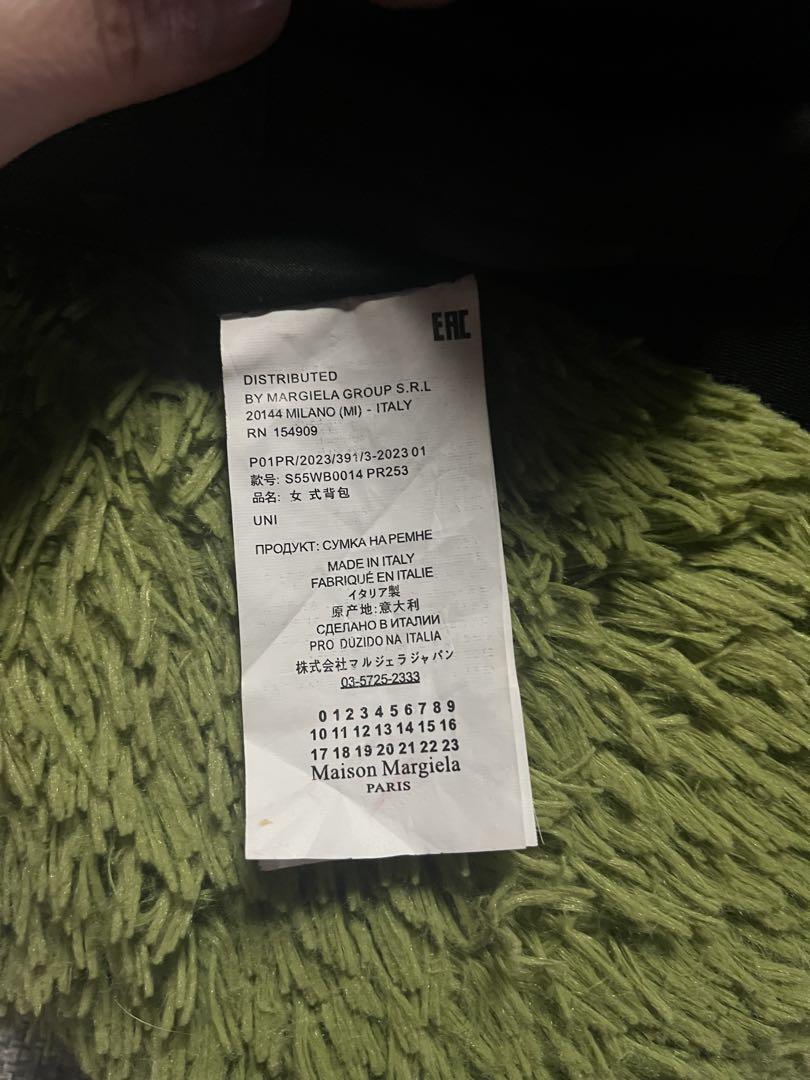 EAC
DISTRIBUTED
BY MARGIELA GROUP S.R.L
20144 MILANO (MI) - ITALY
RN 154909
P01PR/2023/391/3-2023 01
款号: S55WB0014 PR253
品名: 女 式背包
UNI
ПРОДУКТ: СУМКА НА РЕМНЕ
MADE IN ITALY
FABRIQUÉ EN ITALIE
イタリア製
原产地:意大利
СДЕЛАНО В ИТАЛИИ
PRO DUZIDO NA ITALIA
株式会社マルジェラジャパン
03-5725-2333
0 1 2 3 4 5 6 7 8 9
10 11 12 13 14 15 16
17 18 19 20 21 22 23
Maison Margiela
PARIS